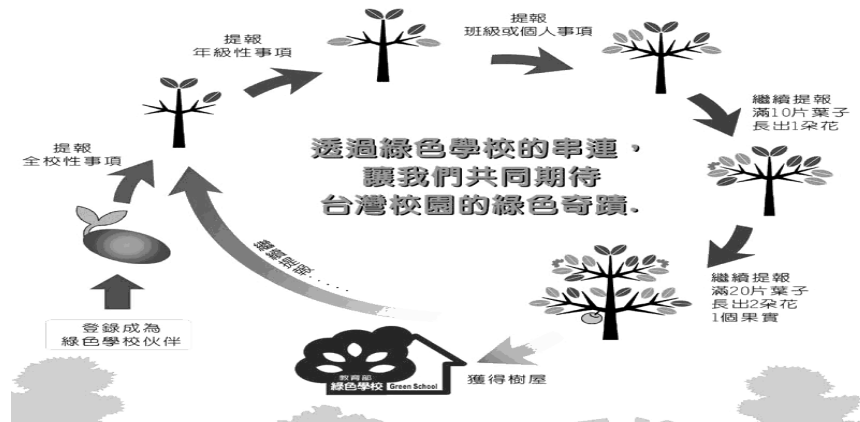 提報
班級或個人事項
提報
年級性事項
繼續提報
滿10片葉子
長出1朵花
提報
全校性事項
透過綠色學校的串連，
讓我們共同期待
台灣校園的綠色奇蹟.
繼續提報.....
繼續提報
滿20片葉子
長出2朵花
1個果實
登錄成為
綠色學校伙伴
教育部
綠色學校 Green School
獲得樹屋